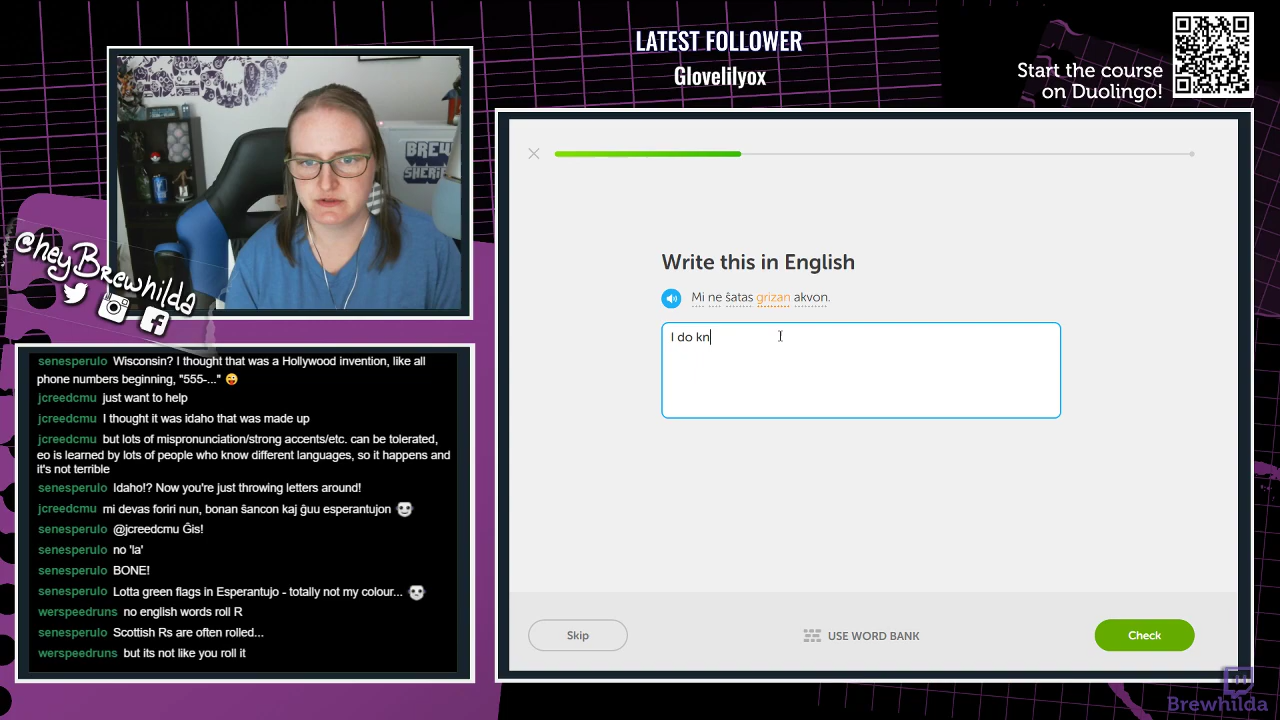 LATEST FOLLOWER
Glovelilyox
Start the course
on Duolingo!
BREW
SHERIF
@heyBrewhilda
senesperulo Wisconsin? I thought that was a Hollywood invention, like all
phone numbers beginning, "555-..." 😜
jcreedcmu just want to help
jcreedcmu I thought it was idaho that was made up
jcreedcmu but lots of mispronunciation/strong accents/etc. can be tolerated,
eo is learned by lots of people who know different languages, so it happens and
it's not terrible
senesperulo Idaho!? Now you're just throwing letters around!
jcreedcmu mi devas foriri nun, bonan ŝancon kaj ĝuu esperantujon
senesperulo @jcreedcmu Ĝis!
senesperulo no 'la'
senesperulo BONE!
senesperulo Lotta green flags in Esperantujo - totally not my colour...
werspeedruns no english words roll R
senesperulo Scottish Rs are often rolled...
werspeedruns but its not like you roll it
Write this in English
Mi ne ŝatas grizan akvon.
I do kn
Skip
USE WORD BANK
Check
Brewhilda